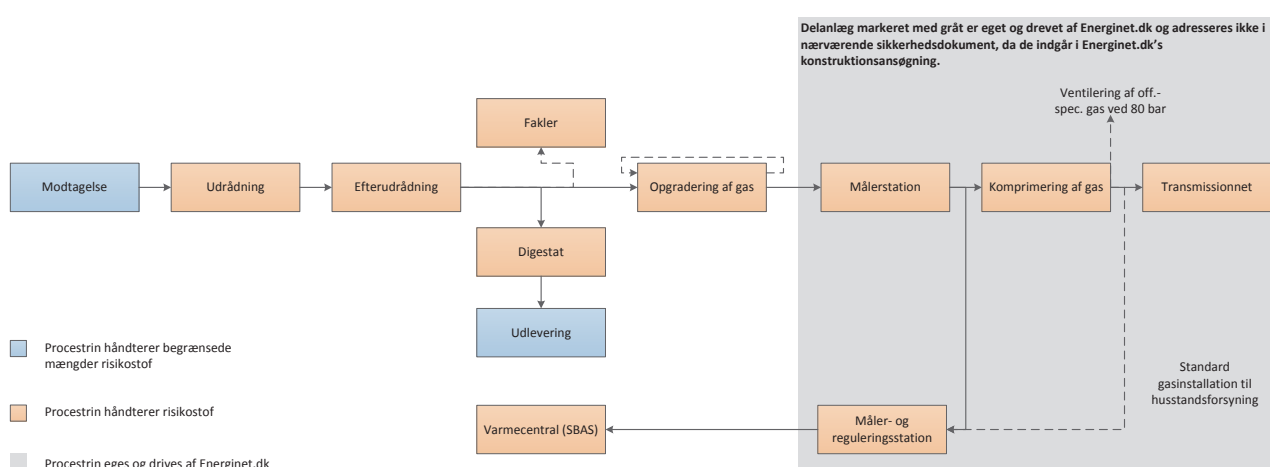 Delanlæg markeret med gråt er eget og drevet af Energinet.dk og adresseres ikke i
nærværende sikkerhedsdokument, da de indgår i Energinet.dk's
konstruktionsansøgning.
Ventilering af off.-
spec. gas ved 80 bar
Fakler
Modtagelse
Udrådning
Efterudrådning
Opgradering af gas
Målerstation
Komprimering af gas
Transmissionnet
Digestat
Udlevering
Procestrin håndterer begrænsede
mængder risikostof
Standard
gasinstallation til
husstandsforsyning
Procestrin håndterer risikostof
Varmecentral (SBAS)
Måler- og
reguleringsstation
Procestrin eges og drives af Energinet.dk